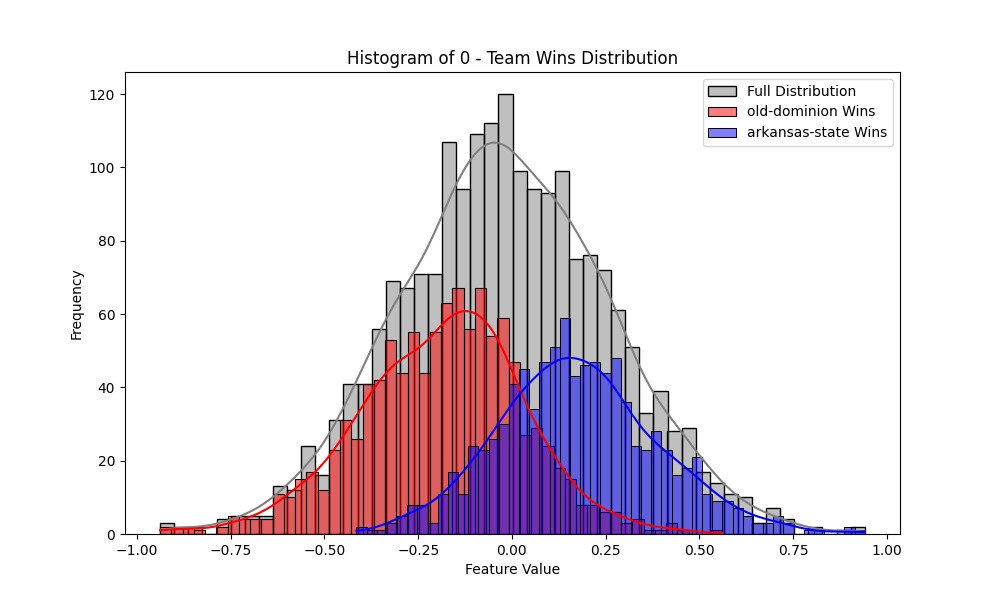 Histogram of 0 - Team Wins Distribution
Full Distribution
old-dominion Wins
arkansas-state Wins
Frequency
120
100
80
60
40
20
0
−1.00 −0.75 −0.50 −0.25 0.00 0.25 0.50 0.75 1.00
Feature Value